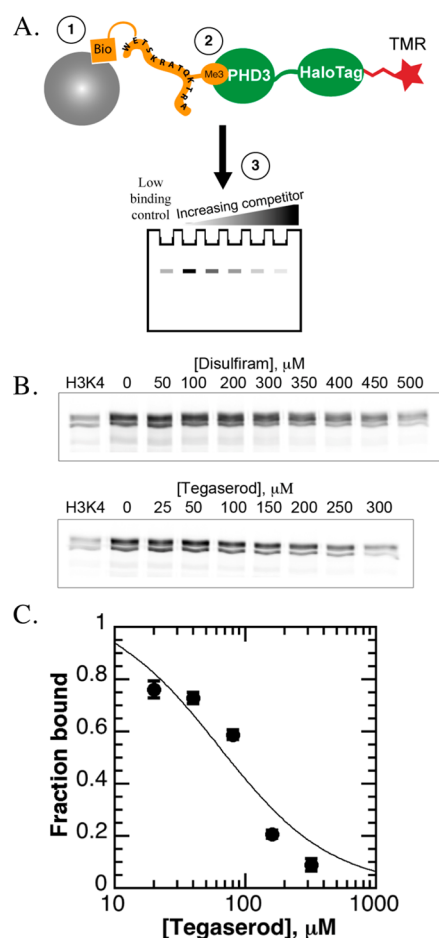 A.
1
Bio
WETSKRATQKTRA
2
Me3
PHD3
HaloTag
TMR
3
Low
binding
control
Increasing competitor
B.
[Disulfiram], μM
H3K4 0 50 100 200 300 350 400 450 500
[Tegaserod], μM
H3K4 0 25 50 100 150 200 250 300
C.
Fraction bound
1
0.8
0.6
0.4
0.2
0
10 100 1000
[Tegaserod], μM